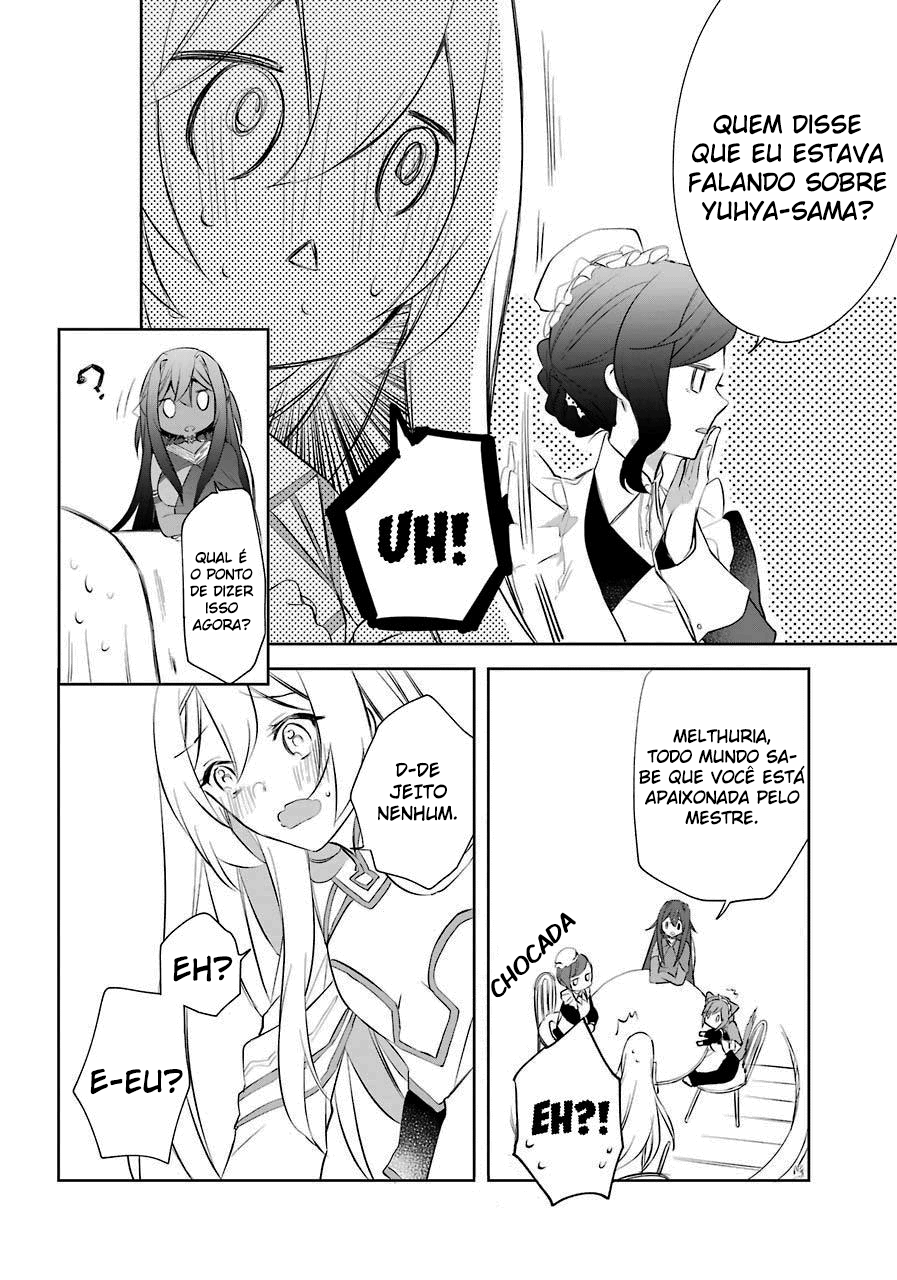 QUEM DISSE
QUE EU ESTAVA
FALANDO SOBRE
YUHYA-SAMA?
UH!
?
QUAL É
O PONTO
DE DIZER
ISSO
AGORA?
MELTHURIA,
TODO MUNDO SA-
BE QUE VOCÊ ESTÁ
APAIXONADA PELO
MESTRE.
CHOCADA
EH?!
D-DE
JEITO
NENHUM.
EH?
E-EU?